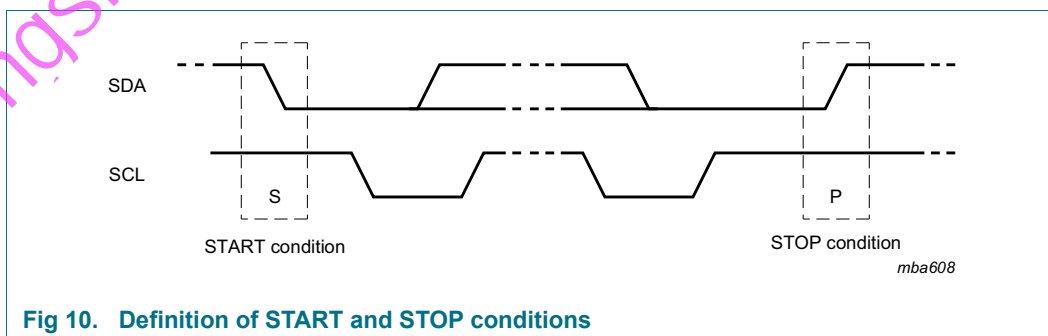 SDA
SCL
S
P
START condition
STOP condition
mba608
Fig 10. Definition of START and STOP conditions